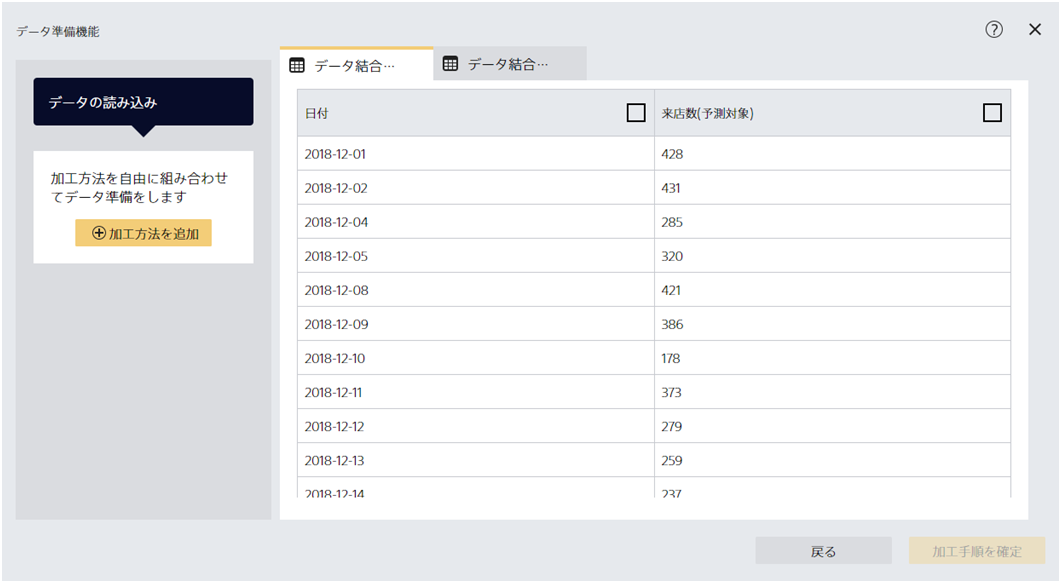 データ準備機能
?
データの読み込み
加工方法を自由に組み合わせ
てデータ準備をします
加工方法を追加
データ結合…
データ結合…
日付 来店数(予測対象)
2018-12-01 428
2018-12-02 431
2018-12-04 285
2018-12-05 320
2018-12-08 421
2018-12-09 386
2018-12-10 178
2018-12-11 373
2018-12-12 279
2018-12-13 259
2018-12-14 237
戻る
加工手順を確定